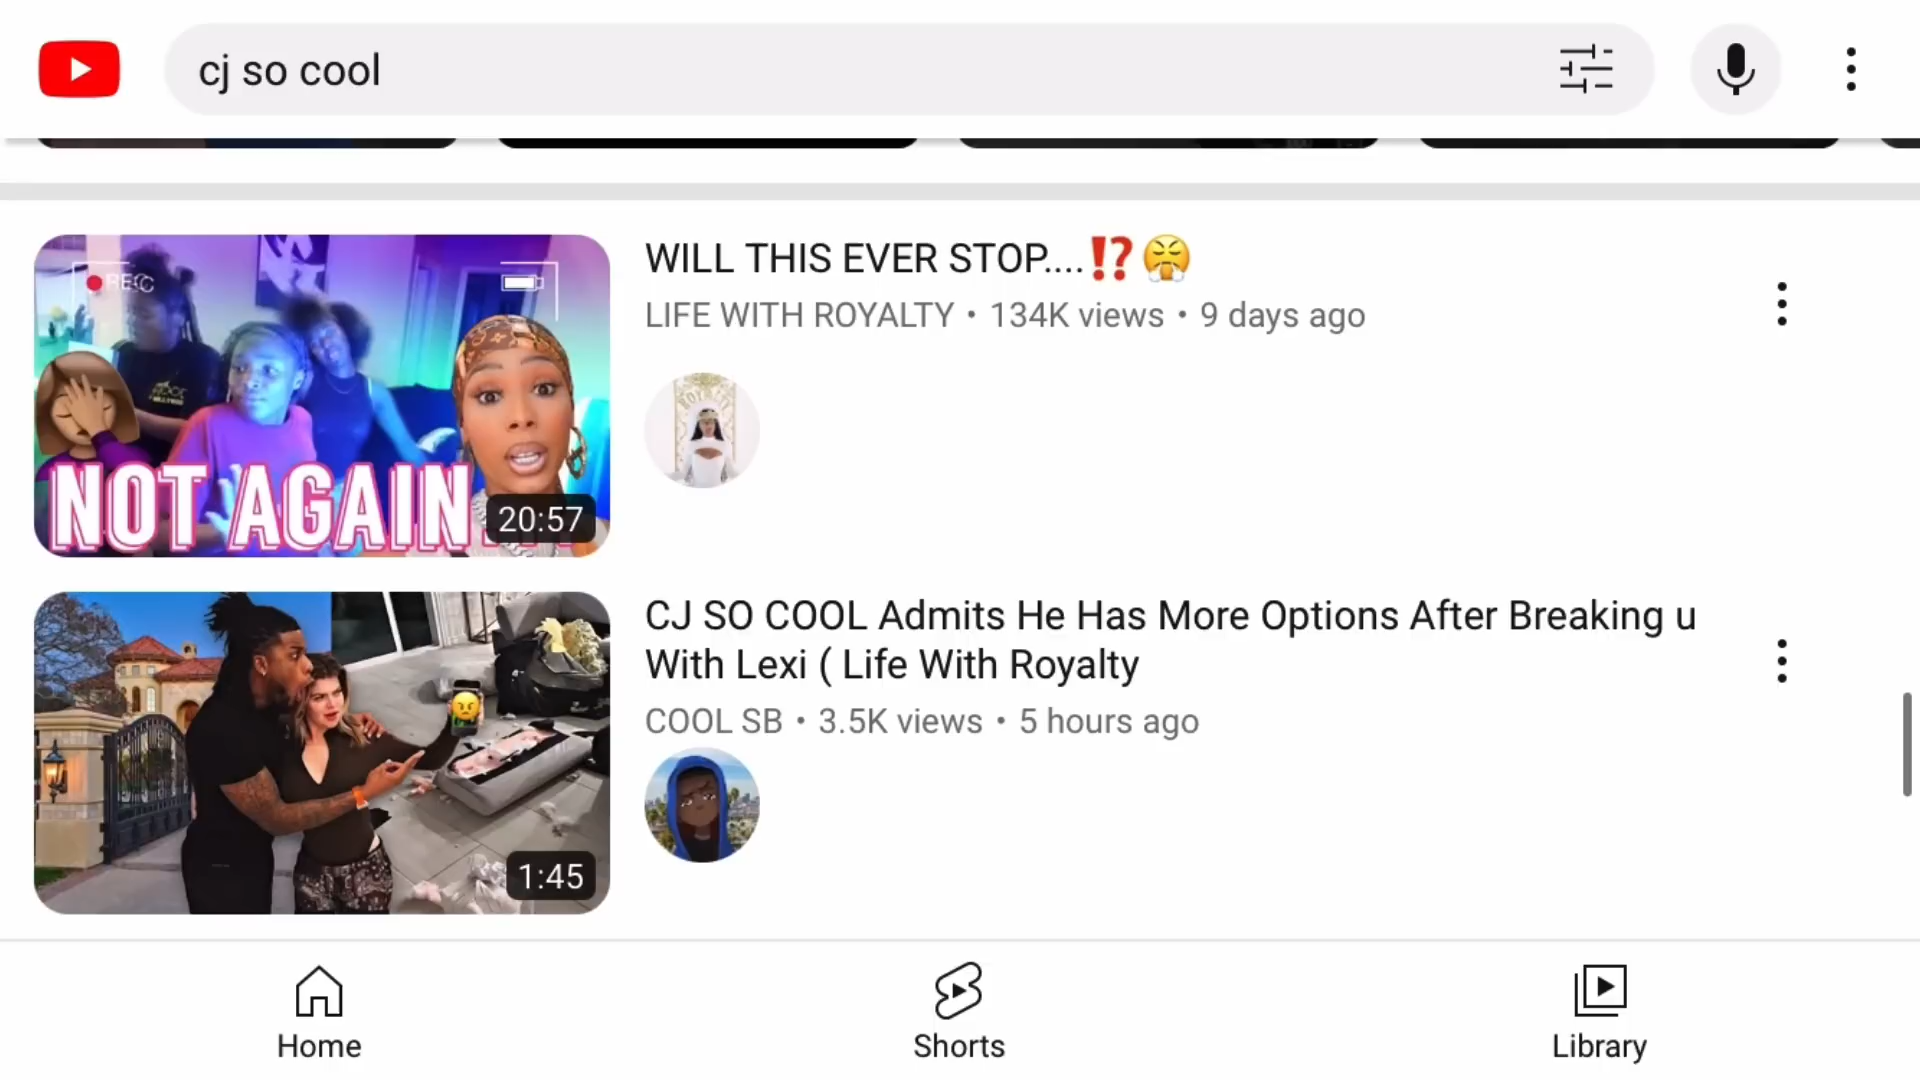 cj so cool
REC
NOT AGAIN
20:57
WILL THIS EVER STOP....⁉️😤
LIFE WITH ROYALTY • 134K views • 9 days ago
CJ SO COOL Admits He Has More Options After Breaking u
With Lexi ( Life With Royalty
COOL SB • 3.5K views • 5 hours ago
1:45
Home
Shorts
Library